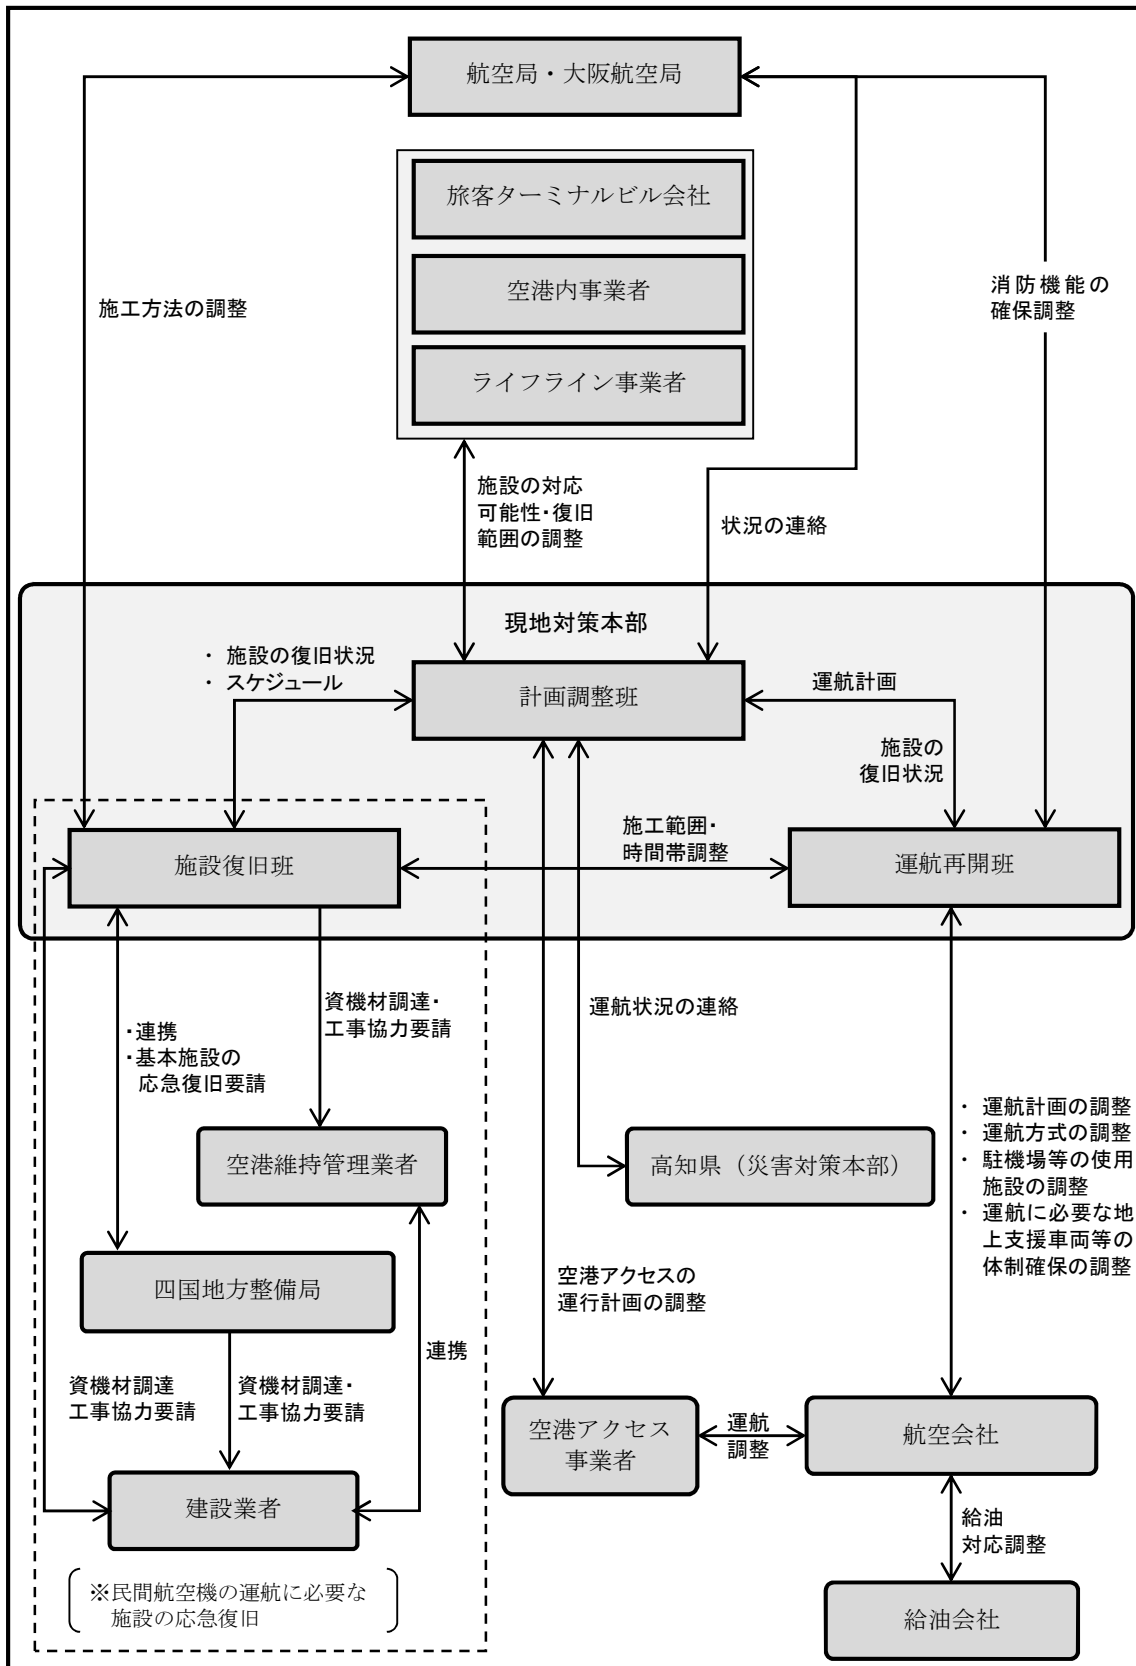 航空局・大阪航空局
旅客ターミナルビル会社
空港内事業者
ライフライン事業者
施工方法の調整
消防機能の
確保調整
施設の対応
可能性・復旧
範囲の調整
状況の連絡
現地対策本部
・ 施設の復旧状況
・ スケジュール
計画調整班
運航計画
施設の
復旧状況
施設復旧班
施工範囲・
時間帯調整
運航再開班
・連携
・基本施設の
応急復旧要請
資機材調達・
工事協力要請
運航状況の連絡
空港維持管理業者
高知県（災害対策本部）
・ 運航計画の調整
・ 運航方式の調整
・ 駐機場等の使用
施設の調整
・ 運航に必要な地
上支援車両等の
体制確保の調整
四国地方整備局
空港アクセスの
運行計画の調整
連携
資機材調達
工事協力要請
資機材調達・
工事協力要請
空港アクセス
事業者
運航
調整
航空会社
建設業者
給油
対応調整
※民間航空機の運航に必要な
施設の応急復旧
給油会社